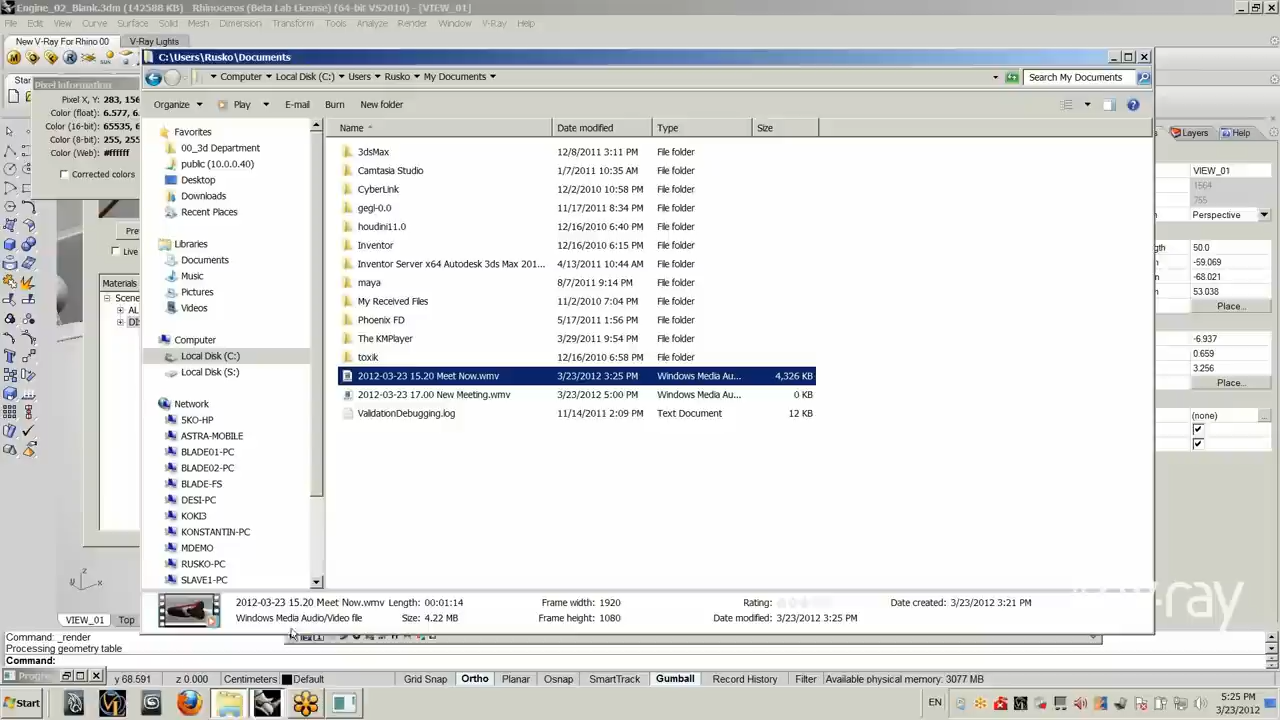 Engine_02_Blank.3dm (142588 KB) - Rhinoceros (Beta Lab License) (64-bit VS2010) - [VIEW_01]
File Edit View Curve Surface Solid Mesh Dimension Transform Tools Analyze Render Window V-Ray Help
New V-Ray For Rhino 00 V-Ray Lights
C:\Users\Rusko\Documents
Computer Local Disk (C:) Users Rusko My Documents Search My Documents
Organize Play E-mail Burn New folder
Pixel information
Pixel X, Y: 283, 156
Color (float): 6.577, 6.
Color (16-bit): 65535, 6
Color (8-bit): 255, 255
Color (Web): #ffffff
Corrected colors
Live
Materials
Scene
Favorites
00_3d Department
public (10.0.0.40)
Desktop
Downloads
Recent Places
Libraries
Documents
Music
Pictures
Videos
Computer
Local Disk (C:)
Local Disk (S:)
Network
5KO-HP
ASTRA-MOBILE
BLADE01-PC
BLADE02-PC
BLADE-FS
DESI-PC
KOKI3
KONSTANTIN-PC
MDEMO
RUSKO-PC
SLAVE1-PC
Name Date modified Type Size
3dsMax 12/8/2011 3:11 PM File folder
Camtasia Studio 1/7/2011 10:35 AM File folder
CyberLink 12/2/2010 10:58 PM File folder
gegl-0.0 11/17/2011 8:34 PM File folder
houdini11.0 12/16/2010 6:40 PM File folder
Inventor 12/16/2010 6:15 PM File folder
Inventor Server x64 Autodesk 3ds Max 201... 4/13/2011 10:44 AM File folder
maya 8/7/2011 9:14 PM File folder
My Received Files 11/2/2010 7:04 PM File folder
Phoenix FD 5/17/2011 1:56 PM File folder
The KMPlayer 3/29/2011 9:54 PM File folder
toxik 12/16/2010 6:58 PM File folder
2012-03-23 15.20 Meet Now.wmv 3/23/2012 3:25 PM Windows Media Au... 4,326 KB
2012-03-23 17.00 New Meeting.wmv 3/23/2012 5:00 PM Windows Media Au... 0 KB
ValidationDebugging.log 11/14/2011 2:09 PM Text Document 12 KB
Layers Help
VIEW_01
1564
765
Perspective
50.0
-59.069
-68.021
53.038
Place...
-6.937
0.659
3.256
Place...
(none)
2012-03-23 15.20 Meet Now.wmv Length: 00:01:14 Frame width: 1920 Rating: Date created: 3/23/2012 3:21 PM
Windows Media Audio/Video file Size: 4.22 MB Frame height: 1080 Date modified: 3/23/2012 3:25 PM
VIEW_01 Top
Command: _render
Processing geometry table
Command:
y 68.591 z 0.000 Centimeters Default Grid Snap Ortho Planar Osnap SmartTrack Gumball Record History Filter Available physical memory: 3077 MB
Start EN 5:25 PM
3/23/2012